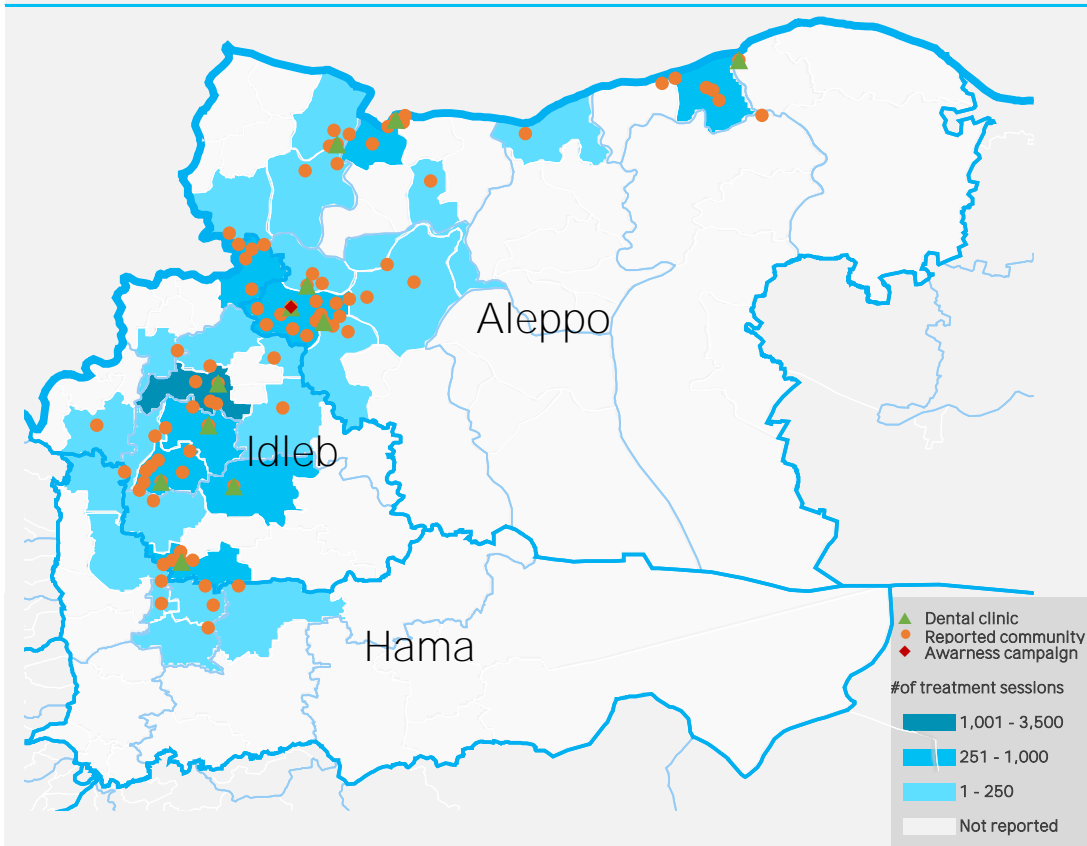 Aleppo
Idleb
Hama
Dental clinic
Reported community
Awarness campaign
#of treatment sessions
1,001 - 3,500
251 - 1,000
1 - 250
Not reported